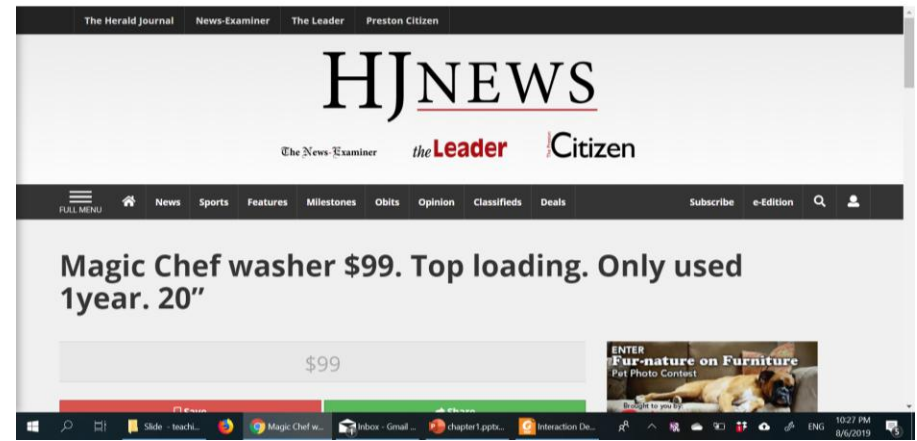 The Herald Journal News-Examiner The Leader Preston Citizen
HJNEWS
The News-Examiner the Leader Citizen
FULL MENU News Sports Features Milestones Obits Opinion Classifieds Deals Subscribe e-Edition
Magic Chef washer $99. Top loading. Only used
1year. 20”
$99
ENTER
Fur-nature on Furniture
Pet Photo Contest
Brought to you by:
Save Share
Slide - teachi... Magic Chef w... Inbox - Gmail ... chapter1.pptx... Interaction De... ENG 10:27 PM
8/6/2019